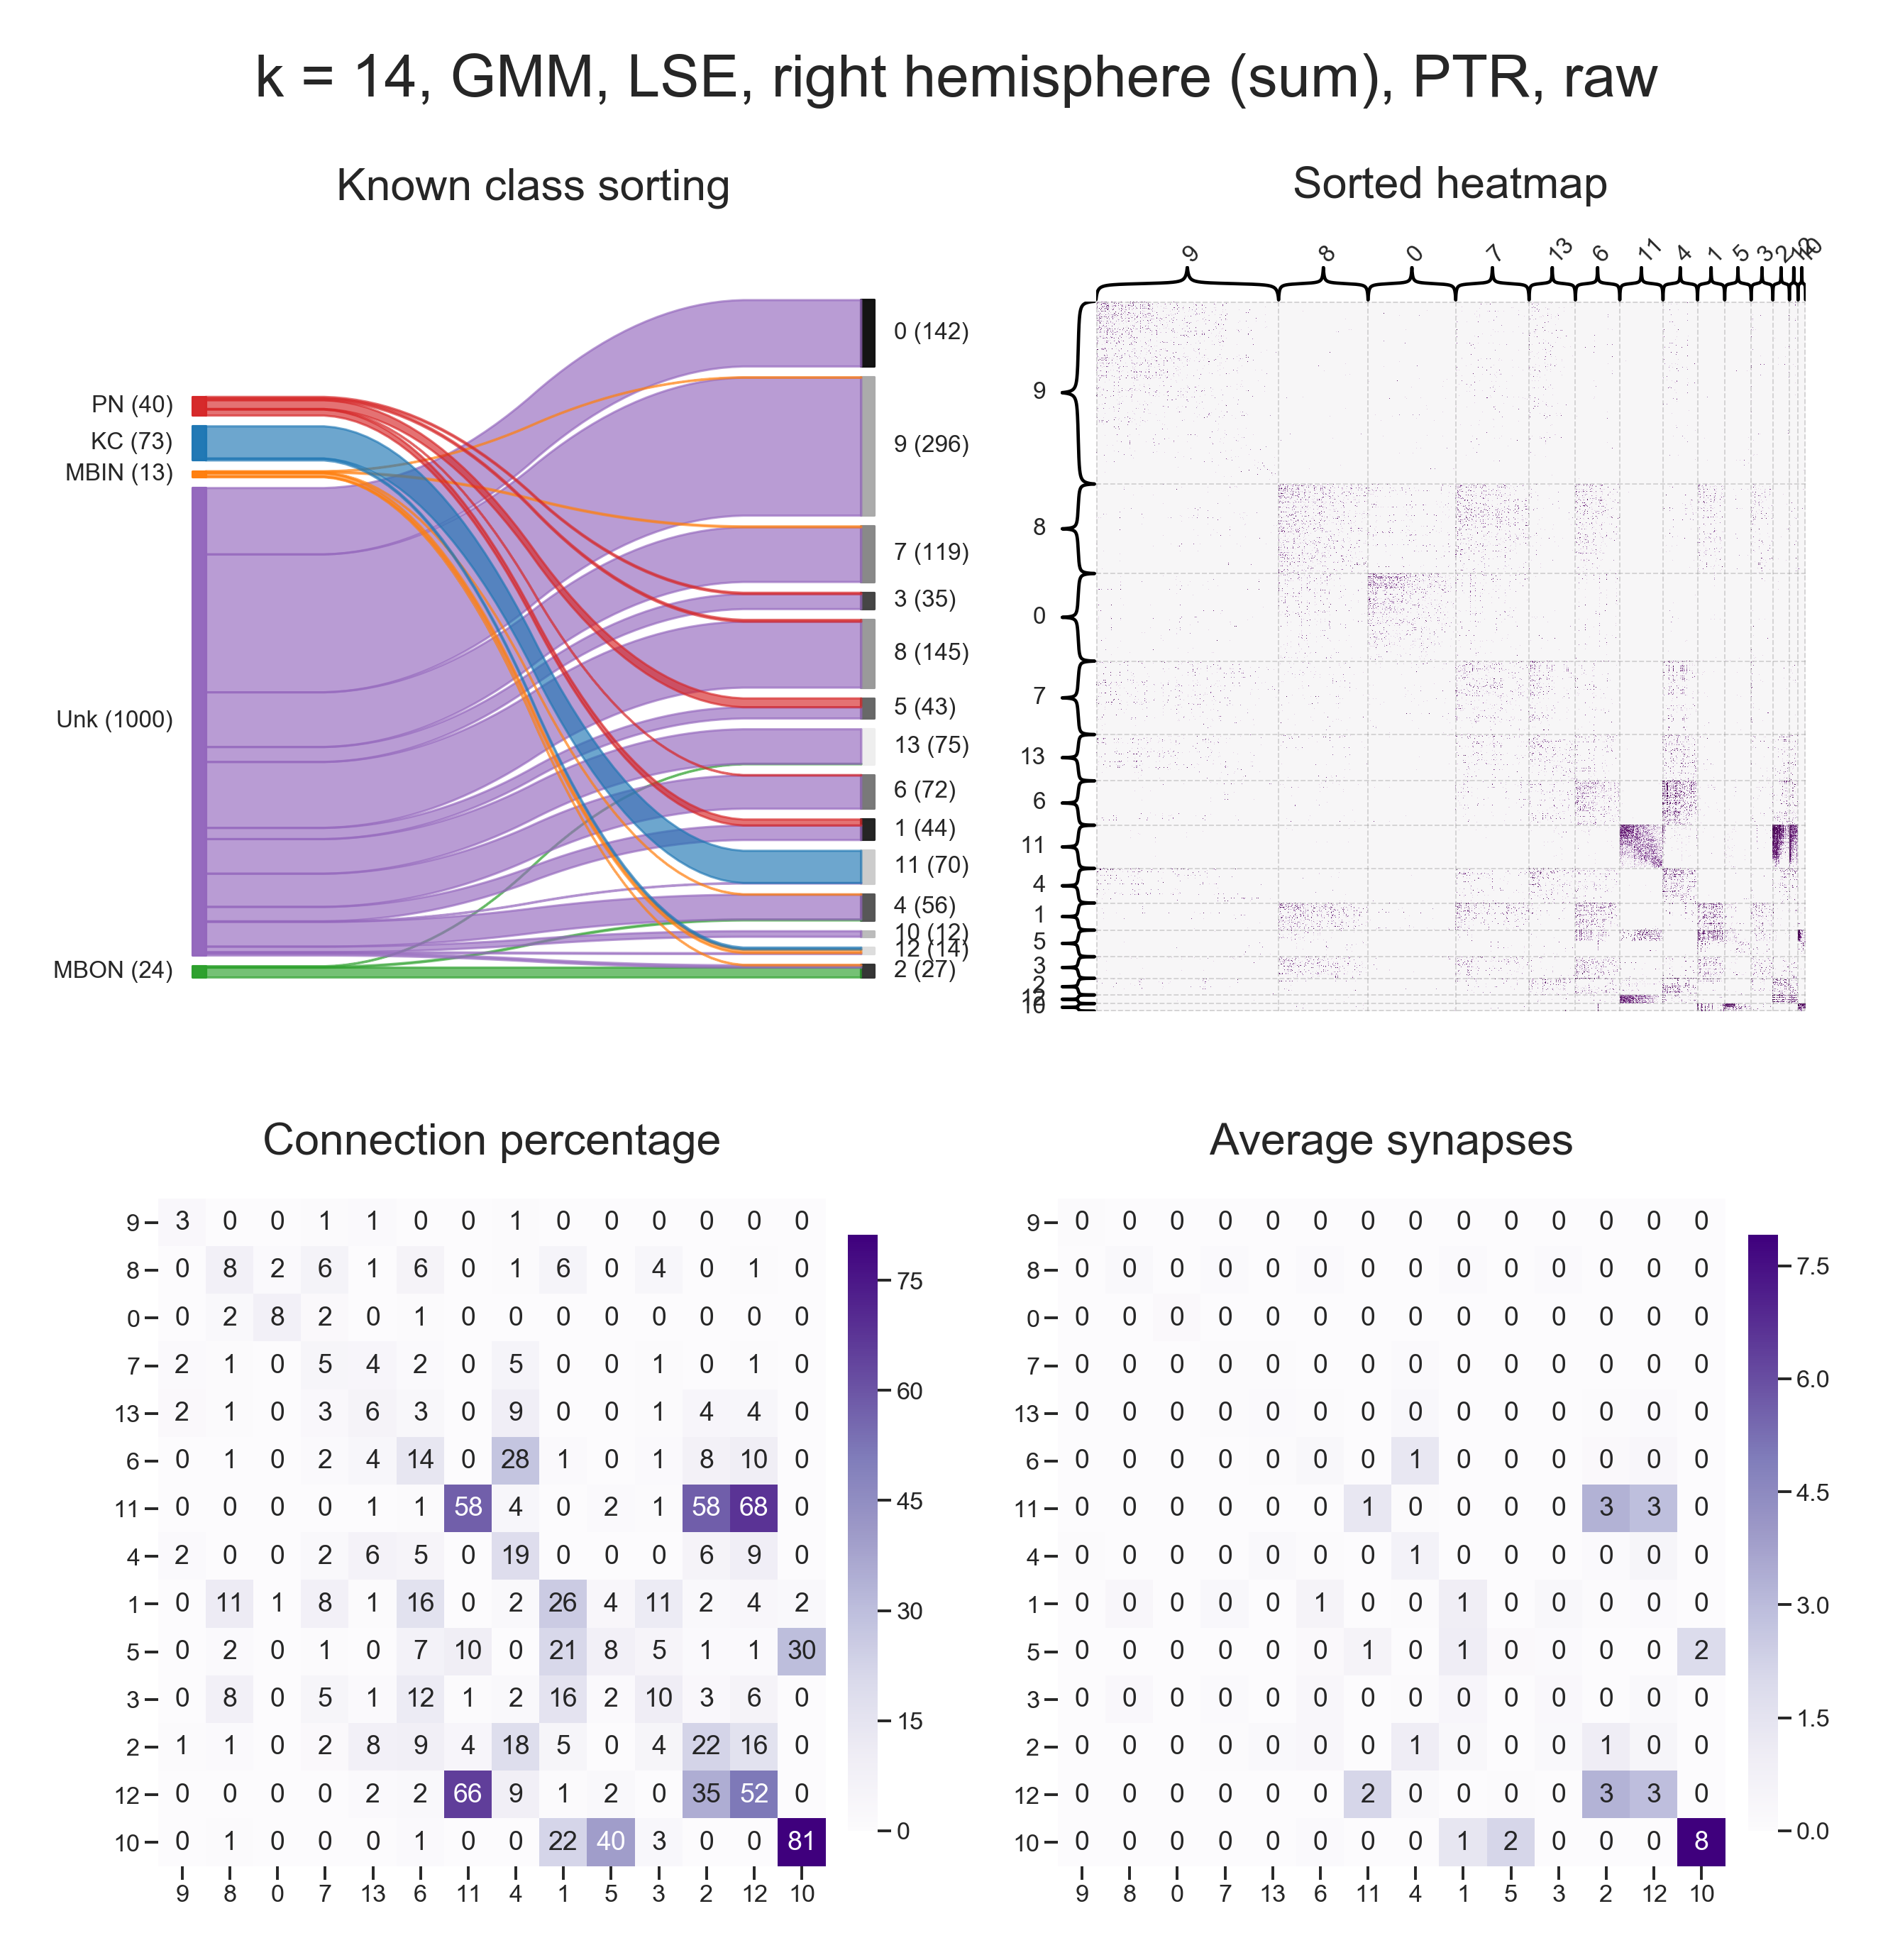 k = 14, GMM, LSE, right hemisphere (sum), PTR, raw
Known class sorting
PN (40)
KC (73)
MBIN (13)
Unk (1000)
MBON (24)
0 (142)
9 (296)
7 (119)
3 (35)
8 (145)
5 (43)
13 (75)
6 (72)
1 (44)
11 (70)
4 (56)
10 (12)
12 (14)
2 (27)
Sorted heatmap
9 8 0 7 13 6 11 4 1 5 3 2 12 10
9
8
0
7
13
6
11
4
1
5
3
2
12
10
Connection percentage
9 3 0 0 1 1 0 0 1 0 0 0 0 0 0
8 0 8 2 6 1 6 0 1 6 0 4 0 1 0
0 0 2 8 2 0 1 0 0 0 0 0 0 0 0
7 2 1 0 5 4 2 0 5 0 0 1 0 1 0
13 2 1 0 3 6 3 0 9 0 0 1 4 4 0
6 0 1 0 2 4 14 0 28 1 0 1 8 10 0
11 0 0 0 0 1 1 58 4 0 2 1 58 68 0
4 2 0 0 2 6 5 0 19 0 0 0 6 9 0
1 0 11 1 8 1 16 0 2 26 4 11 2 4 2
5 0 2 0 1 0 7 10 0 21 8 5 1 1 30
3 0 8 0 5 1 12 1 2 16 2 10 3 6 0
2 1 1 0 2 8 9 4 18 5 0 4 22 16 0
12 0 0 0 0 2 2 66 9 1 2 0 35 52 0
10 0 1 0 0 0 1 0 0 22 40 3 0 0 81
9 8 0 7 13 6 11 4 1 5 3 2 12 10
75
60
45
30
15
0
Average synapses
9 0 0 0 0 0 0 0 0 0 0 0 0 0 0
8 0 0 0 0 0 0 0 0 0 0 0 0 0 0
0 0 0 0 0 0 0 0 0 0 0 0 0 0 0
7 0 0 0 0 0 0 0 0 0 0 0 0 0 0
13 0 0 0 0 0 0 0 0 0 0 0 0 0 0
6 0 0 0 0 0 0 0 1 0 0 0 0 0 0
11 0 0 0 0 0 0 1 0 0 0 0 3 3 0
4 0 0 0 0 0 0 0 1 0 0 0 0 0 0
1 0 0 0 0 0 1 0 0 1 0 0 0 0 0
5 0 0 0 0 0 0 1 0 1 0 0 0 0 2
3 0 0 0 0 0 0 0 0 0 0 0 0 0 0
2 0 0 0 0 0 0 0 1 0 0 0 1 0 0
12 0 0 0 0 0 0 2 0 0 0 0 3 3 0
10 0 0 0 0 0 0 0 0 1 2 0 0 0 8
9 8 0 7 13 6 11 4 1 5 3 2 12 10
7.5
6.0
4.5
3.0
1.5
0.0